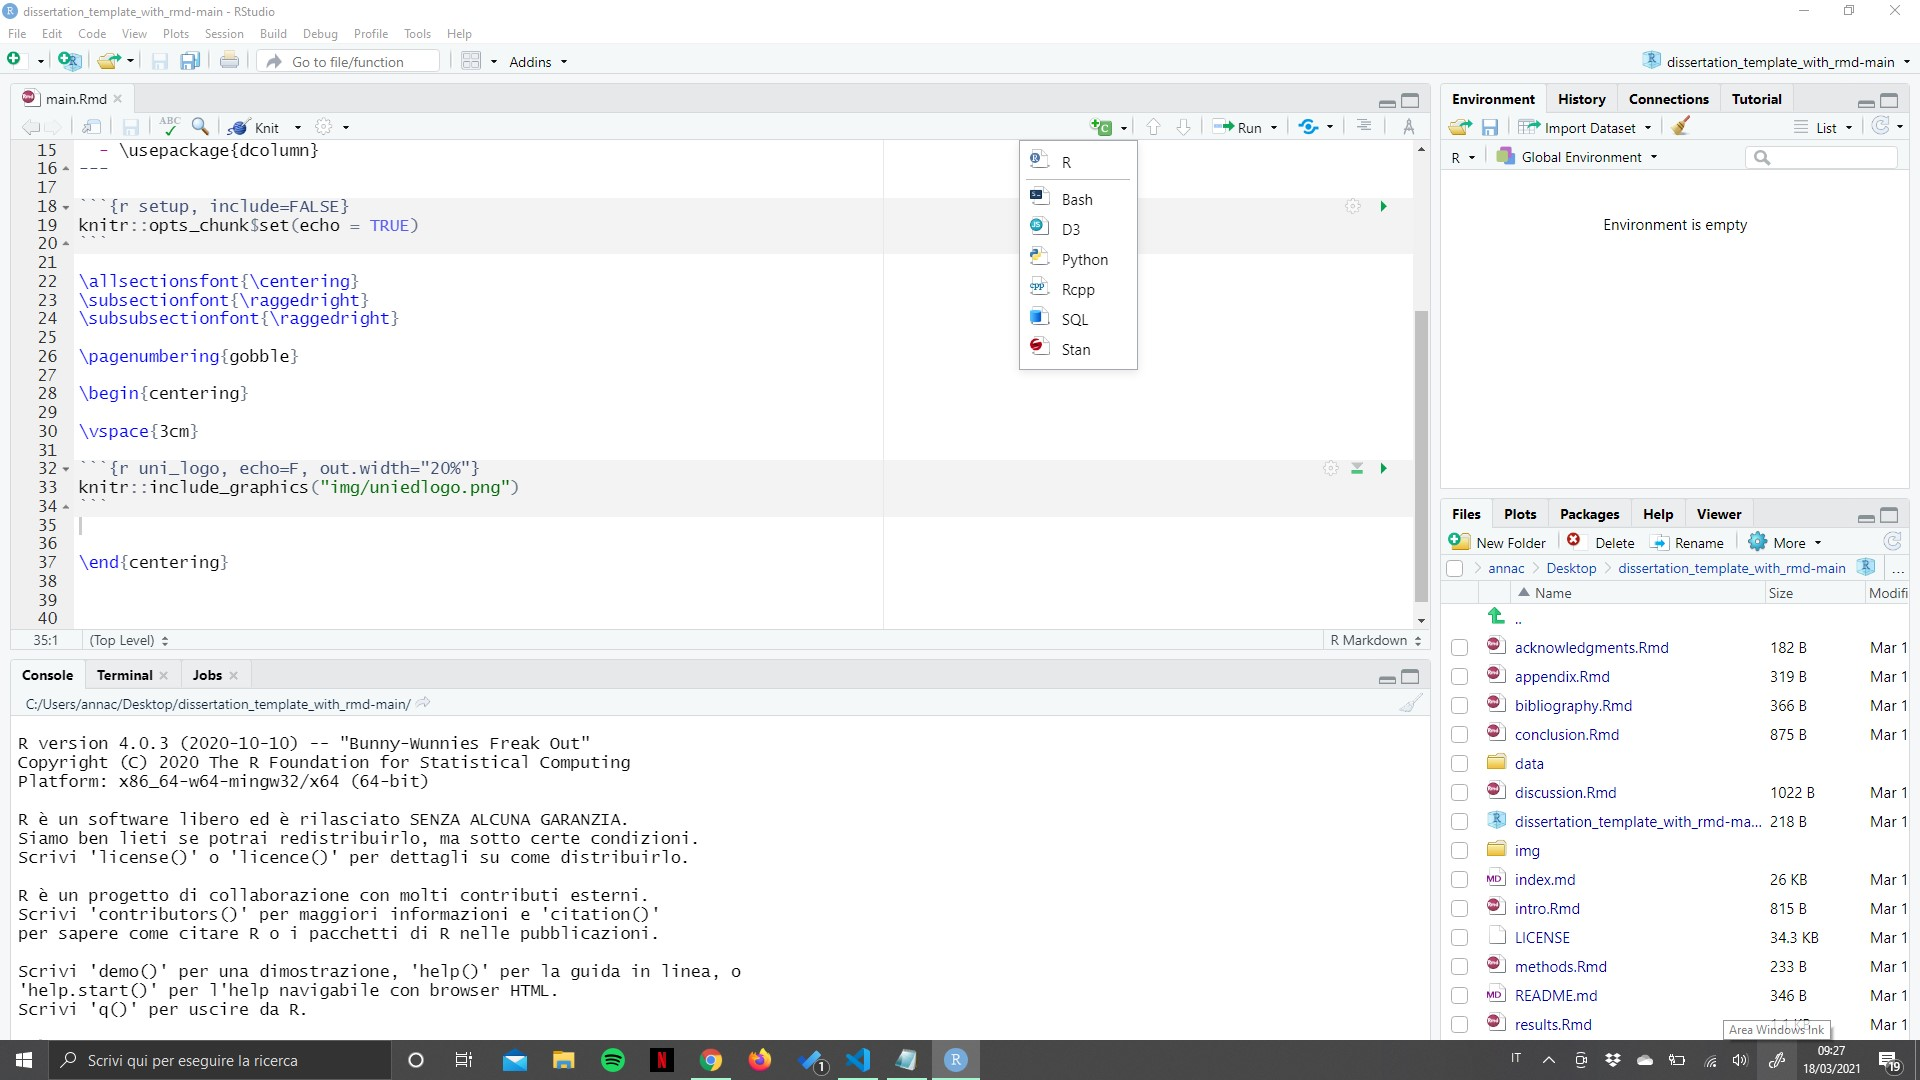 dissertation_template_with_rmd-main - RStudio
File Edit Code View Plots Session Build Debug Profile Tools Help
Go to file/function Addins dissertation_template_with_rmd-main
main.Rmd
ABC Knit Run
15 - \usepackage{dcolumn}
16 ---
17
18 ```{r setup, include=FALSE}
19 knitr::opts_chunk$set(echo = TRUE)
20 ```
21
22 \allsectionsfont{\centering}
23 \subsectionfont{\raggedright}
24 \subsubsectionfont{\raggedright}
25
26 \pagenumbering{gobble}
27
28 \begin{centering}
29
30 \vspace{3cm}
31
32 ```{r uni_logo, echo=F, out.width="20%"}
33 knitr::include_graphics("img/uniedlogo.png")
34 ```
35
36
37 \end{centering}
38
39
40
35:1 (Top Level) R Markdown
R
Bash
D3
Python
Rcpp
SQL
Stan
Console Terminal Jobs
C:/Users/annac/Desktop/dissertation_template_with_rmd-main/
R version 4.0.3 (2020-10-10) -- "Bunny-Wunnies Freak Out"
Copyright (C) 2020 The R Foundation for Statistical Computing
Platform: x86_64-w64-mingw32/x64 (64-bit)
R è un software libero ed è rilasciato SENZA ALCUNA GARANZIA.
Siamo ben lieti se potrai redistribuirlo, ma sotto certe condizioni.
Scrivi 'license()' o 'licence()' per dettagli su come distribuirlo.
R è un progetto di collaborazione con molti contributi esterni.
Scrivi 'contributors()' per maggiori informazioni e 'citation()'
per sapere come citare R o i pacchetti di R nelle pubblicazioni.
Scrivi 'demo()' per una dimostrazione, 'help()' per la guida in linea, o
'help.start()' per l'help navigabile con browser HTML.
Scrivi 'q()' per uscire da R.
Environment History Connections Tutorial
Import Dataset List
R Global Environment
Environment is empty
Files Plots Packages Help Viewer
New Folder Delete Rename More
annac Desktop dissertation_template_with_rmd-main ...
Name Size Modifi
..
acknowledgments.Rmd 182 B Mar 1
appendix.Rmd 319 B Mar 1
bibliography.Rmd 366 B Mar 1
conclusion.Rmd 875 B Mar 1
data
discussion.Rmd 1022 B Mar 1
dissertation_template_with_rmd-ma... 218 B Mar 1
img
MD index.md 26 KB Mar 1
intro.Rmd 815 B Mar 1
LICENSE 34.3 KB Mar 1
methods.Rmd 233 B Mar 1
MD README.md 346 B Mar 1
results.Rmd Mar 1
Area Windows Ink
Scrivi qui per eseguire la ricerca
1
IT
09:27
18/03/2021
19